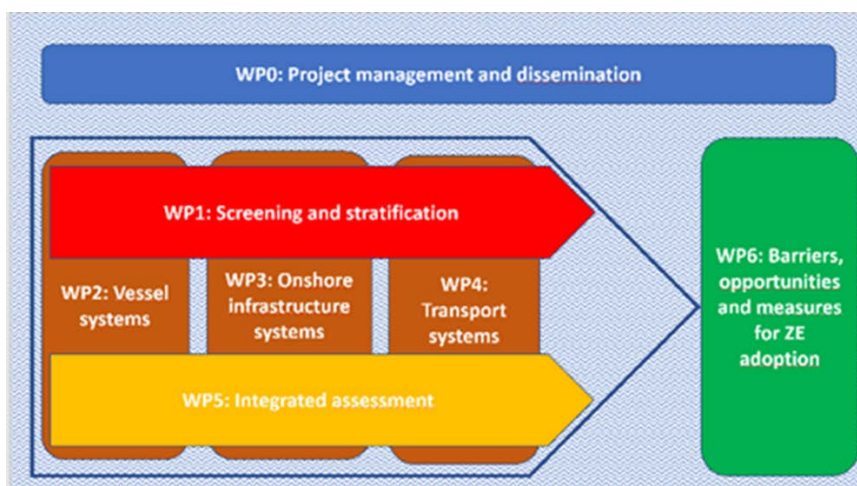 WP0: Project management and dissemination
WP1: Screening and stratification
WP2: Vessel
systems
WP3: Onshore
infrastructure
systems
WP4:
Transport
systems
WP5: Integrated assessment
WP6: Barriers,
opportunities
and measures
for ZE
adoption